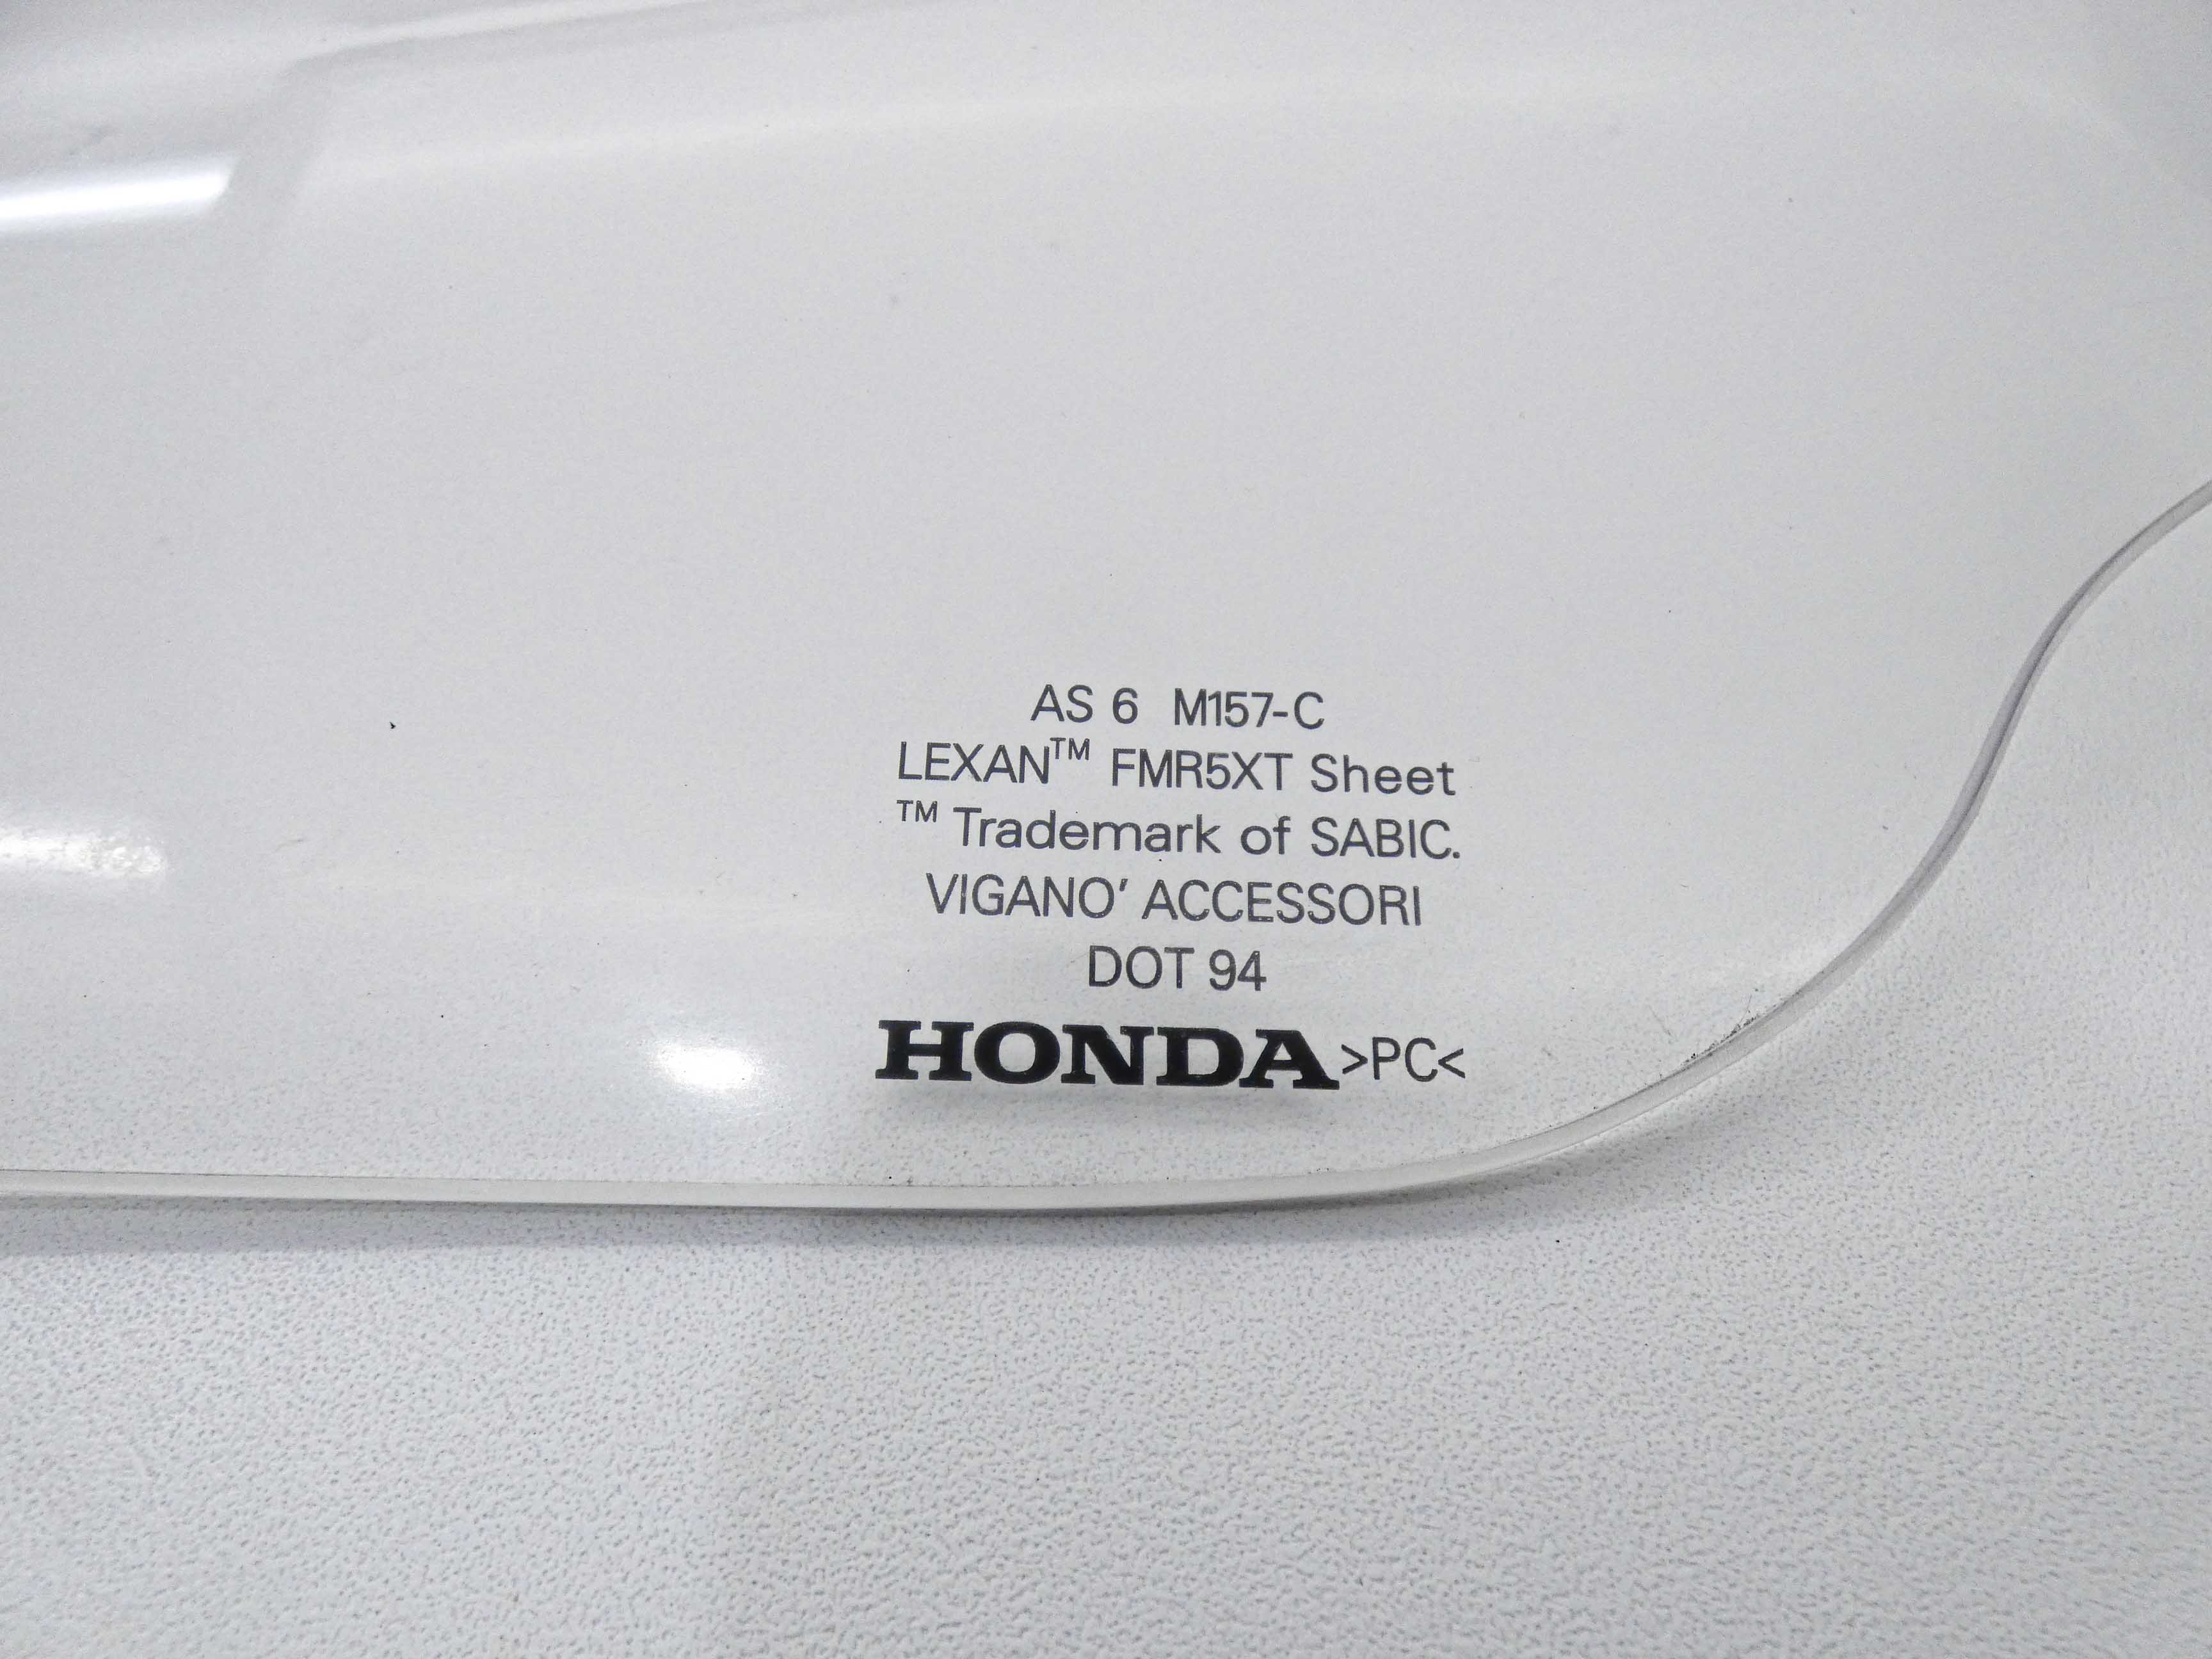 AS 6 M157-C
LEXAN™ FMR5XT Sheet
™ Trademark of SABIC.
VIGANO' ACCESSORI
DOT 94
HONDA >PC<